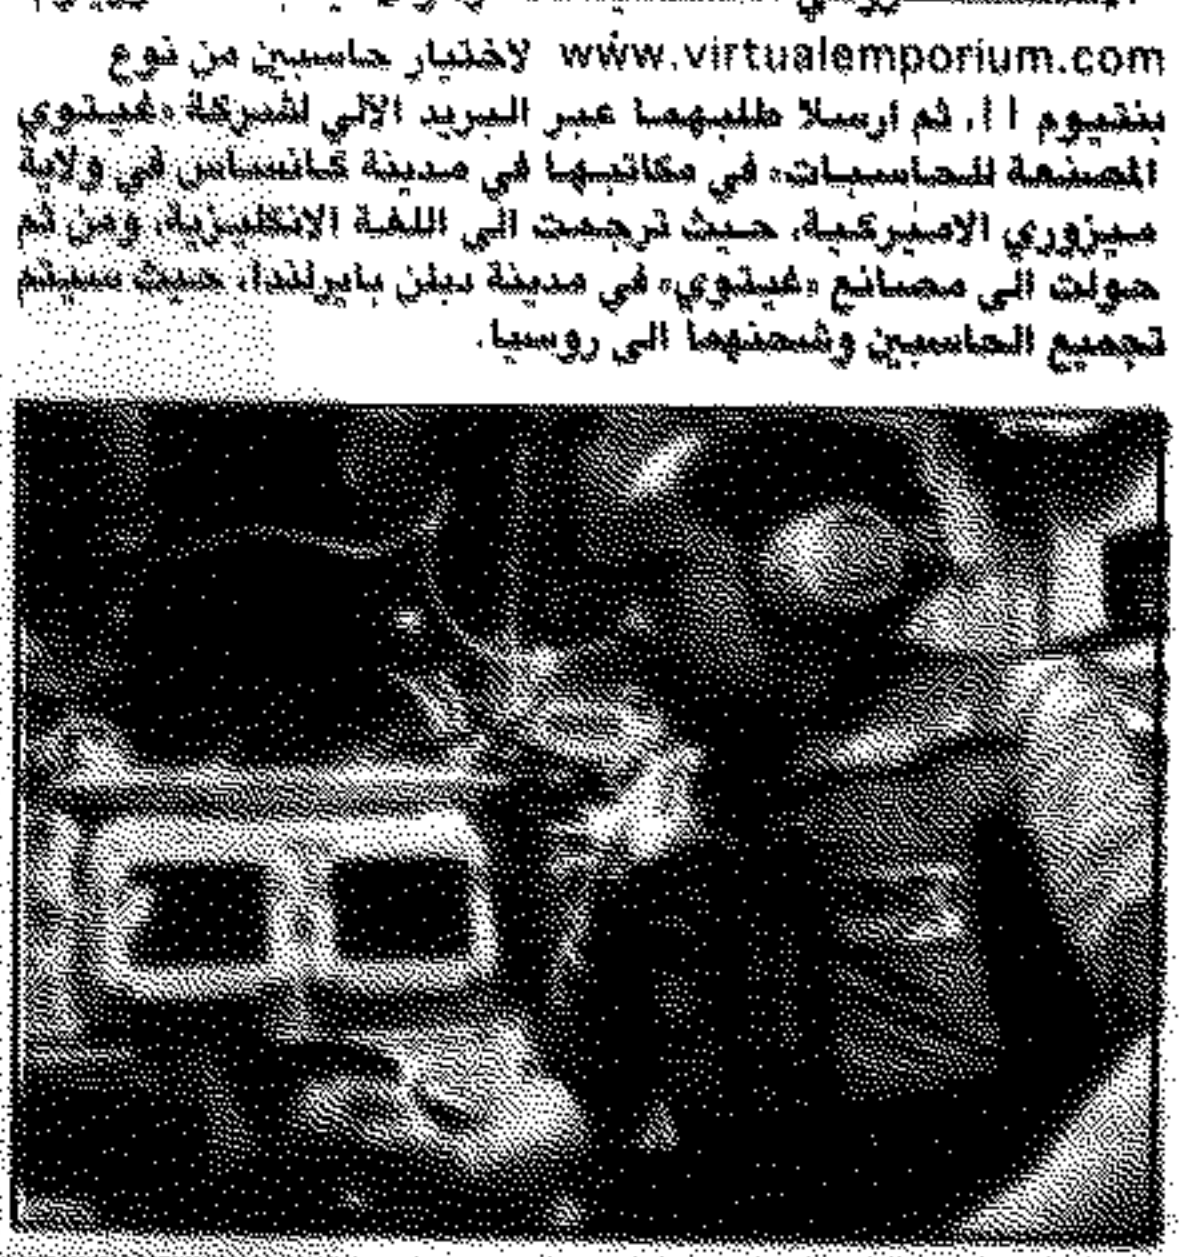 www.virtualemporium.com لاختيار حاسبين من نوع
بنتيوم II، ثم ارسلا طلبهما عبر البريد الآلي لشركة «غيتوي
المصنعة للحاسبات» في مكاتبها في مدينة كانساس في ولاية
ميزوري الاميركية، حيث ترجمت الى اللغة الانكليزية، ومن ثم
حولت الى مصانع «غيتوي» في مدينة دبلن بايرلندا، حيث سيتم
تجميع الحاسبين وشحنهما الى روسيا.